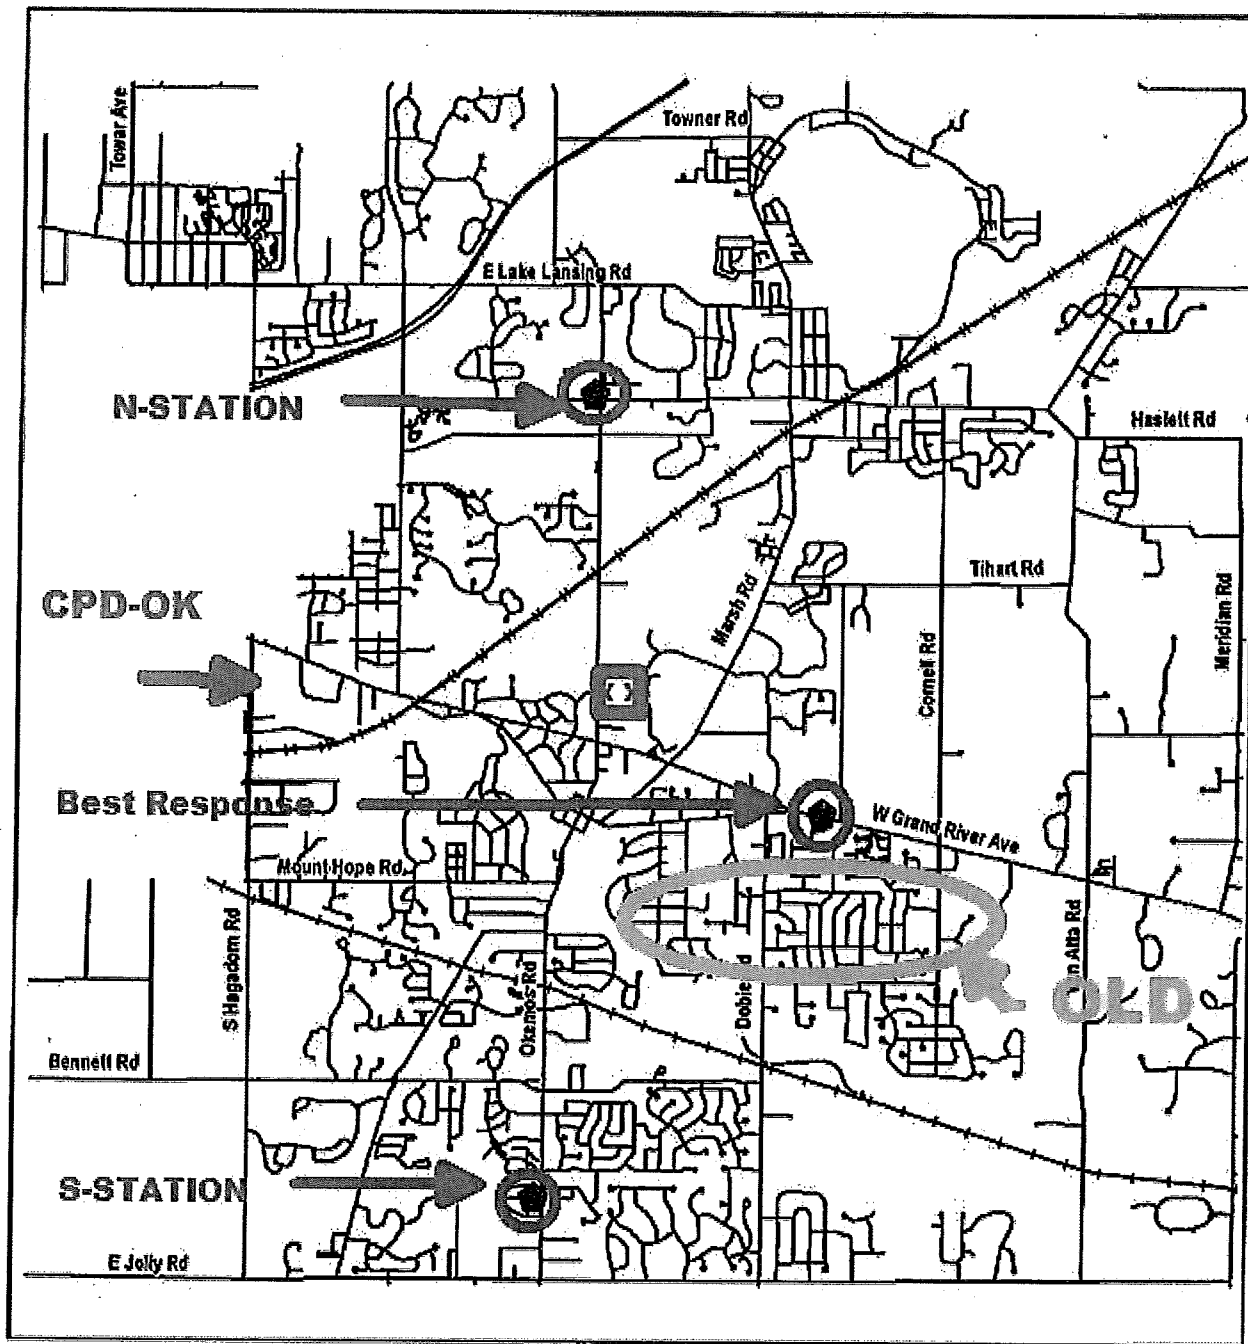 Towar Ave
Towner Rd
E Lake Lansing Rd
N-STATION
Haslett Rd
CPD-OK
Tihart Rd
Marsh Rd
Cornell Rd
Meridian Rd
Best Response
W Grand River Ave
Mount Hope Rd
S Hagadorn Rd
Okemos Rd
Dobie
Alta Rd
OLD
Bennett Rd
S-STATION
E Jolly Rd